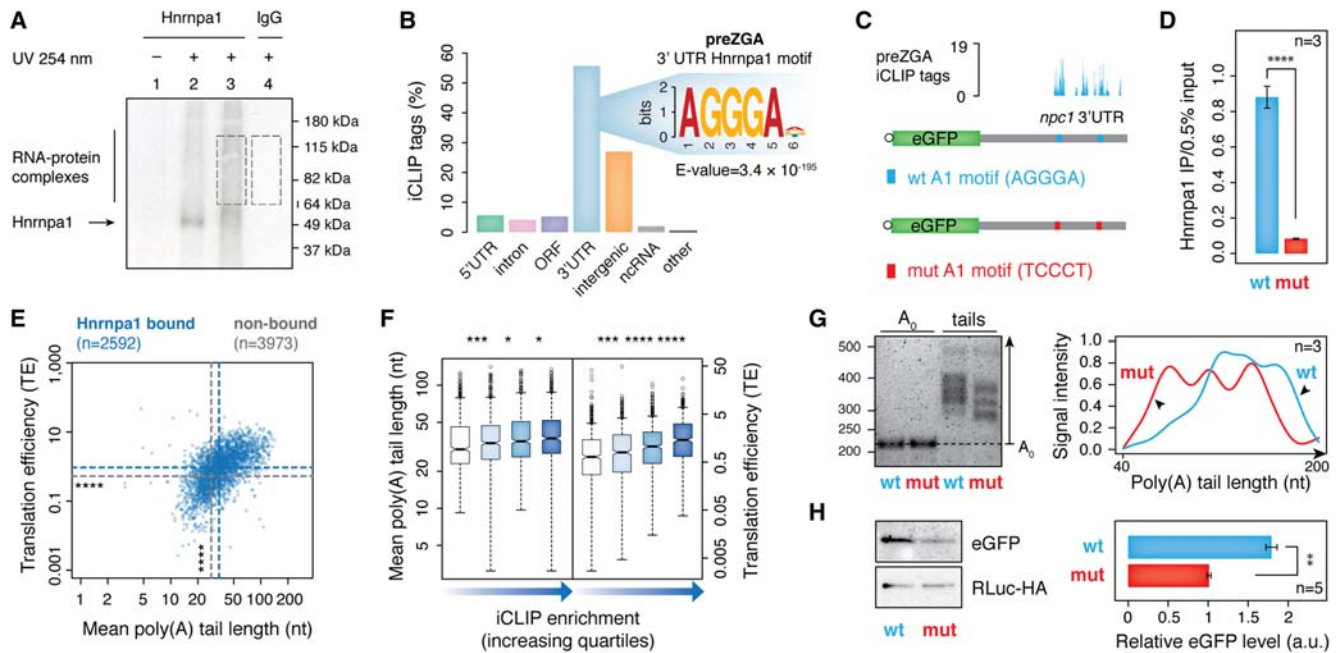 A
Hnrnpa1 IgG
UV 254 nm – + + +
1 2 3 4
RNA-protein
complexes
Hnrnpa1
180 kDa
115 kDa
82 kDa
64 kDa
49 kDa
37 kDa
B
iCLIP tags (%)
60
50
40
30
20
10
0
5'UTR
intron
ORF
3'UTR
intergenic
ncRNA
other
preZGA
3' UTR Hnrnpa1 motif
bits
2
1
0
AGGGA
1 2 3 4 5 6
E-value=3.4 × 10⁻¹⁹⁵
C
preZGA
iCLIP tags
19
0
npc1 3'UTR
eGFP
wt A1 motif (AGGGA)
eGFP
mut A1 motif (TCCCT)
D
Hnrnpa1 IP/0.5% input
n=3
****
0.8
0.6
0.4
0.2
0.0
wt mut
E
Hnrnpa1 bound
(n=2592)
non-bound
(n=3973)
Translation efficiency (TE)
1,000
10
0.1
0.001
****
****
1 2 5 10 20 50 100 200
Mean poly(A) tail length (nt)
F
*** * * *** **** ****
Mean poly(A) tail length (nt)
100
50
20
10
5
50
5
0.5
0.05
0.005
Translation efficiency (TE)
iCLIP enrichment
(increasing quartiles)
G
A₀ tails
500
400
300
250
200
A₀
wt mut wt mut
n=3
Signal intensity
1.0
0.8
0.6
0.4
0.2
0
mut
wt
40 200
Poly(A) tail length (nt)
H
eGFP
RLuc-HA
wt mut
wt
mut
**
n=5
0 0.5 1 1.5 2
Relative eGFP level (a.u.)